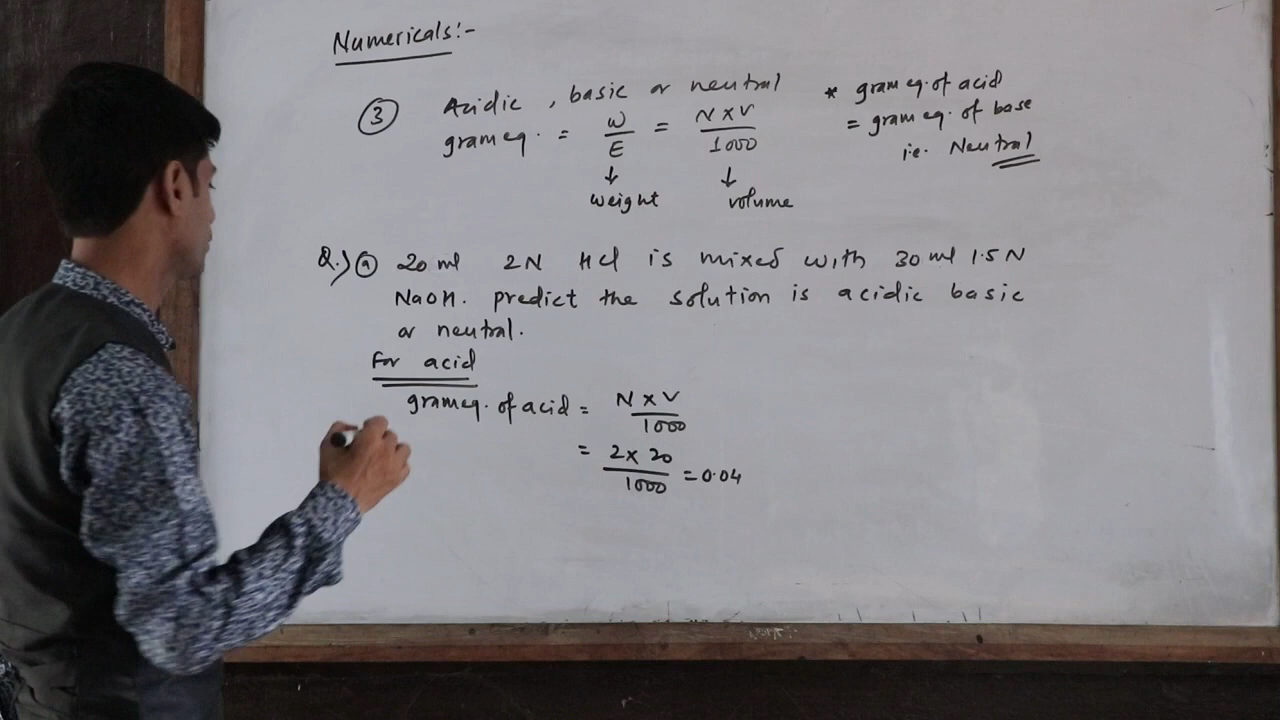 Numericals:-
③ Acidic, basic or neutral
gram eq. = W/E = N×V/1000
↓ weight ↓ volume
* gram eq. of acid
= gram eq. of base
i.e. Neutral
Q.) ⓐ 20 ml 2N HCl is mixed with 30 ml 1.5 N
NaOH. predict the solution is acidic basic
or neutral.
For acid
gram eq. of acid = N×V/1000
= 2×20/1000 = 0.04